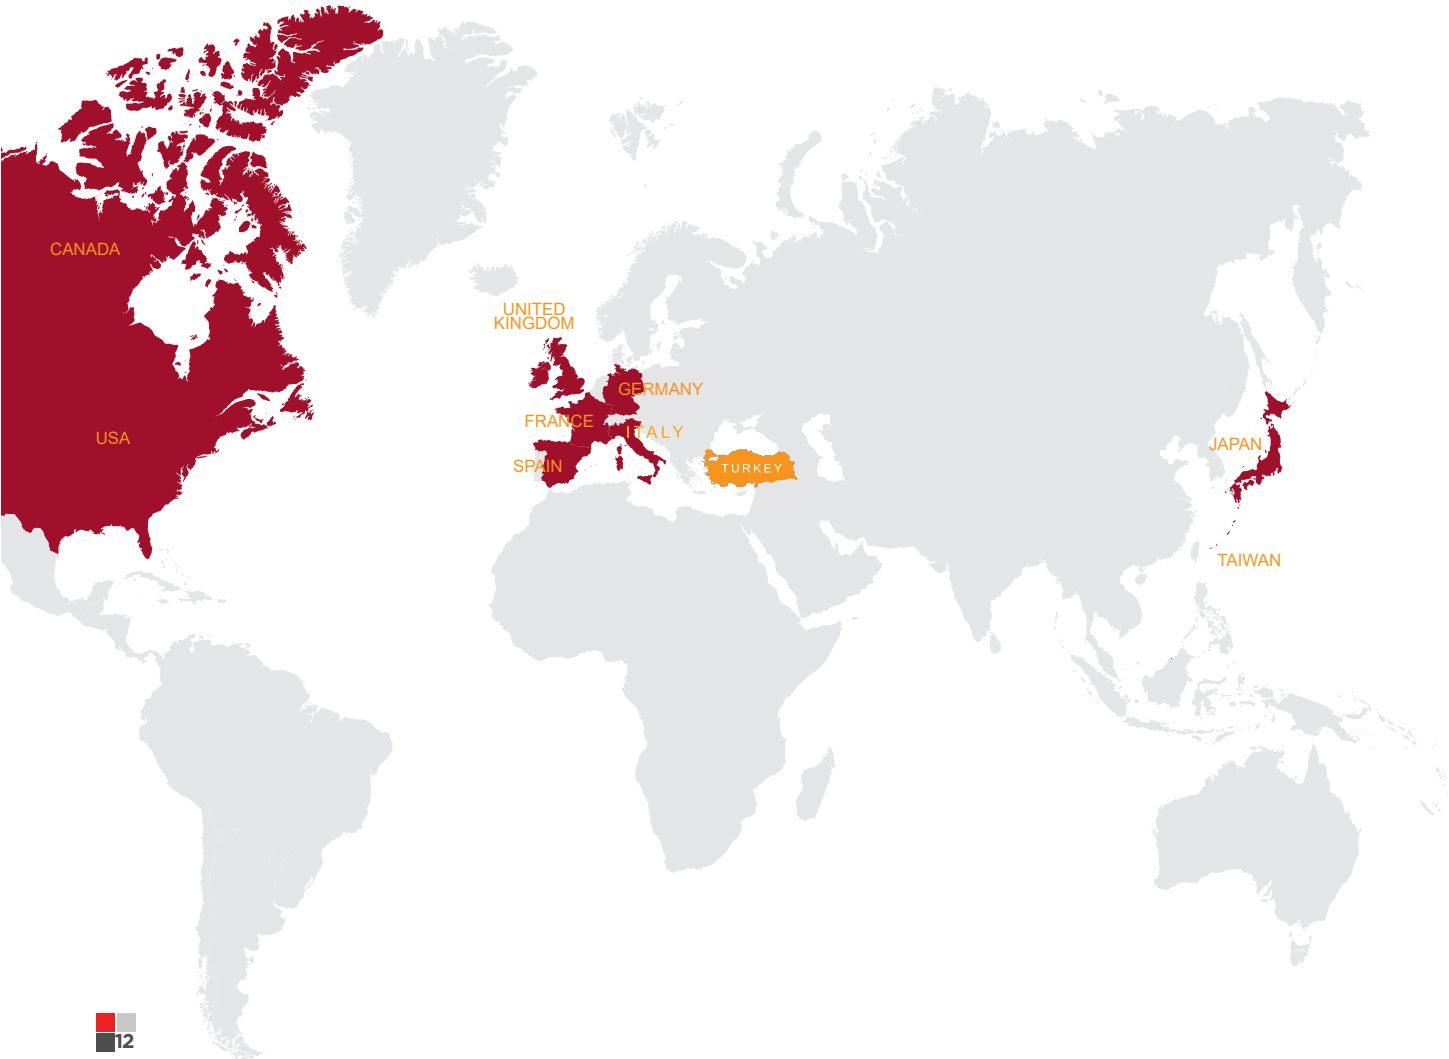 CANADA
UNITED
KINGDOM
GERMANY
FRANCE
ITALY
USA
JAPAN
SPAIN
TURKEY
TAIWAN
12